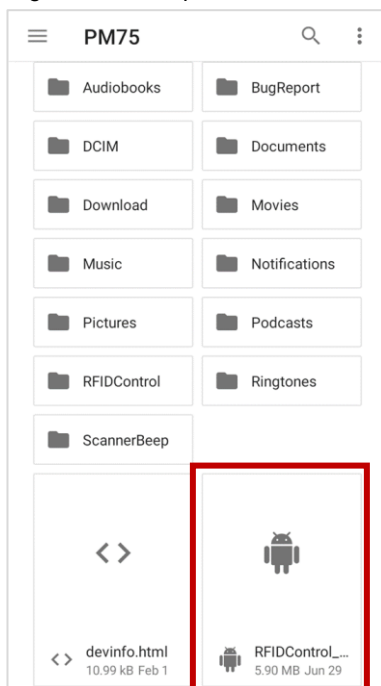 PM75
Audiobooks
BugReport
DCIM
Documents
Download
Movies
Music
Notifications
Pictures
Podcasts
RFIDControl
Ringtones
ScannerBeep
devinfo.html
10.99 kB Feb 1
RFIDControl_...
5.90 MB Jun 29